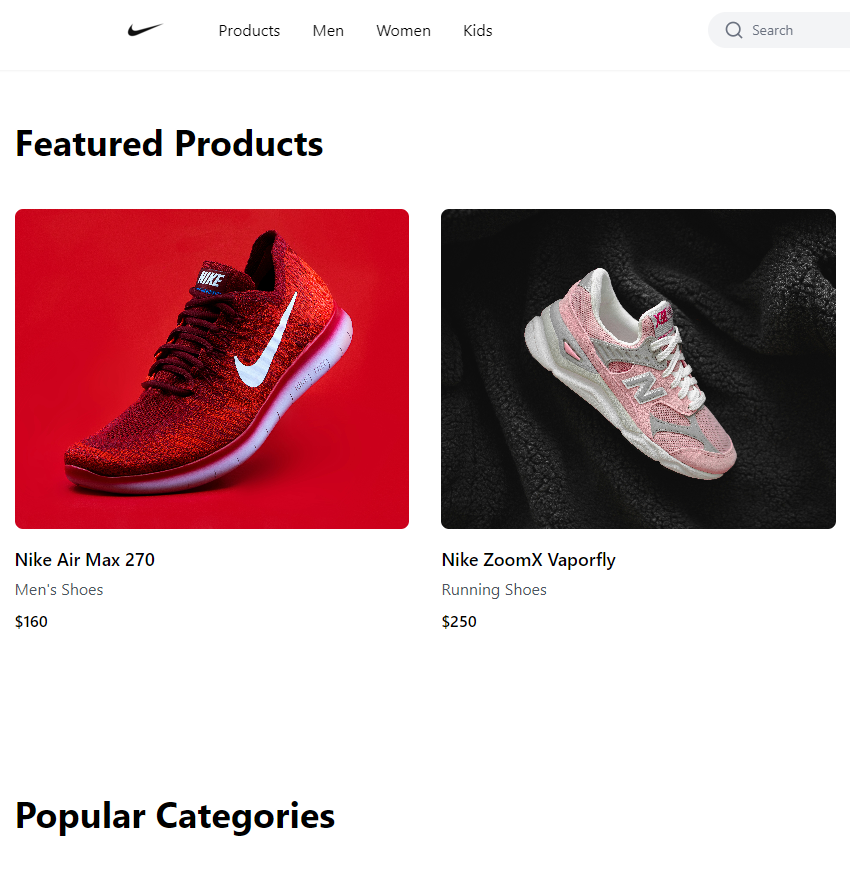 Products Men Women Kids Search
Featured Products
NIKE
N
Nike Air Max 270 Nike ZoomX Vaporfly
Men's Shoes Running Shoes
$160 $250
Popular Categories